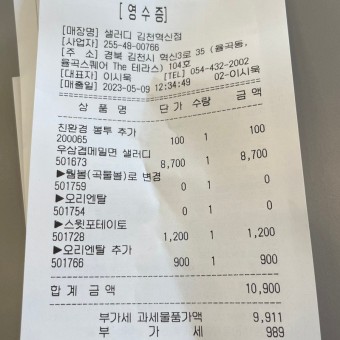 [영수증]
[매장명] 샐러디 김천혁신점
[사업자] 255-48-00766
[주 소] 경북 김천시 혁신3로 35 (율곡동,
율곡스퀘어 The 테라스) 104호
[대표자] 이시욱 [TEL] 054-432-2002
[매출일] 2023-05-09 12:34:49 02-이시욱
상 품 명 단 가 수량 금 액
친환경 봉투 추가
200065 100 1 100
우삼겹메밀면 샐러디
501673 8,700 1 8,700
▶웜볼(곡물볼)로 변경
501759 0 1 0
▶오리엔탈
501754 0 1 0
▶스윗포테이토
501728 1,200 1 1,200
▶오리엔탈 추가
501766 900 1 900
합 계 금 액 10,900
부가세 과세물품가액 9,911
부 가 세 989